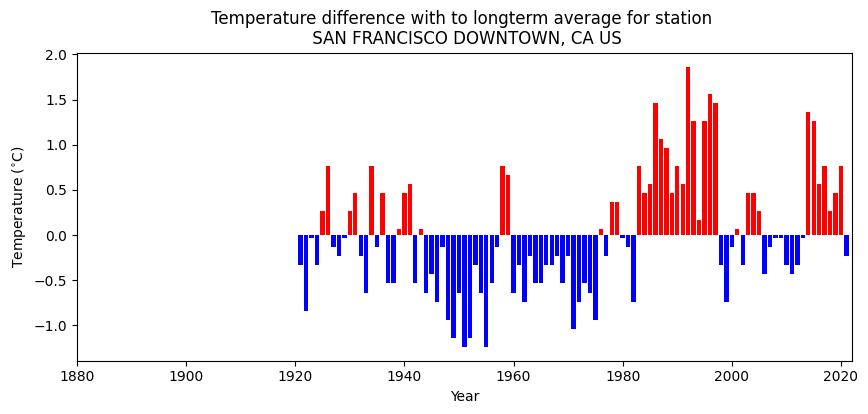 Temperature difference with to longterm average for station
SAN FRANCISCO DOWNTOWN, CA US
2.0
1.5
1.0
0.5
0.0
−0.5
−1.0
Temperature (°C)
1880 1900 1920 1940 1960 1980 2000 2020
Year